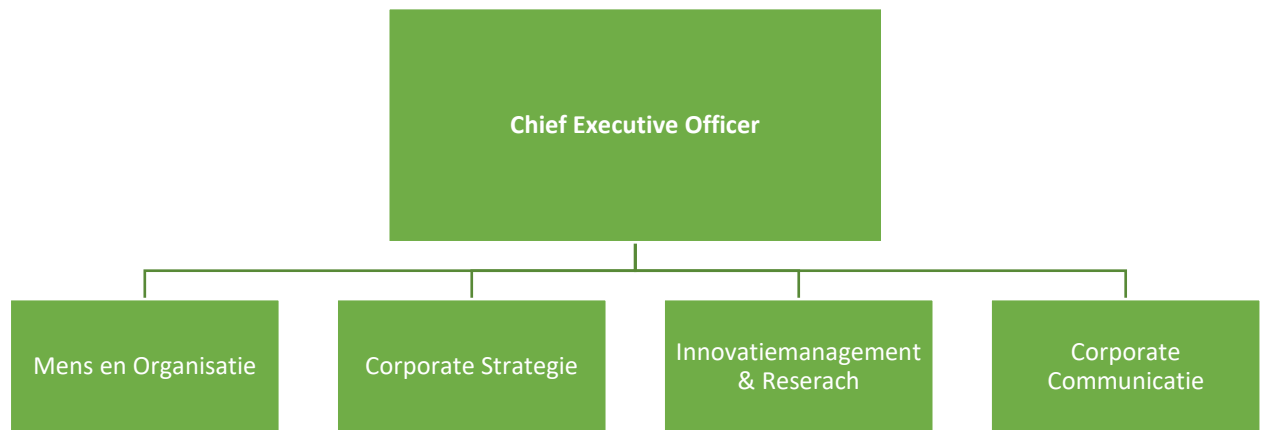 Chief Executive Officer
Mens en Organisatie
Corporate Strategie
Innovatiemanagement
& Reserach
Corporate
Communicatie